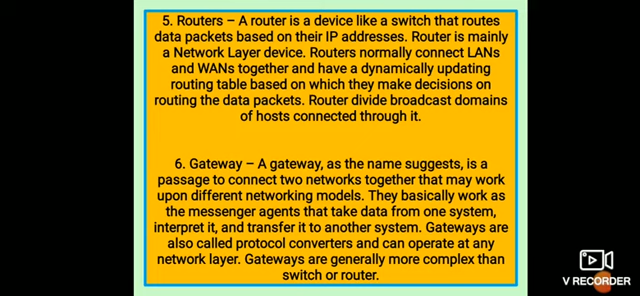 5. Routers – A router is a device like a switch that routes
data packets based on their IP addresses. Router is mainly
a Network Layer device. Routers normally connect LANs
and WANs together and have a dynamically updating
routing table based on which they make decisions on
routing the data packets. Router divide broadcast domains
of hosts connected through it.
6. Gateway – A gateway, as the name suggests, is a
passage to connect two networks together that may work
upon different networking models. They basically work as
the messenger agents that take data from one system,
interpret it, and transfer it to another system. Gateways are
also called protocol converters and can operate at any
network layer. Gateways are generally more complex than
switch or router.
V RECORDER